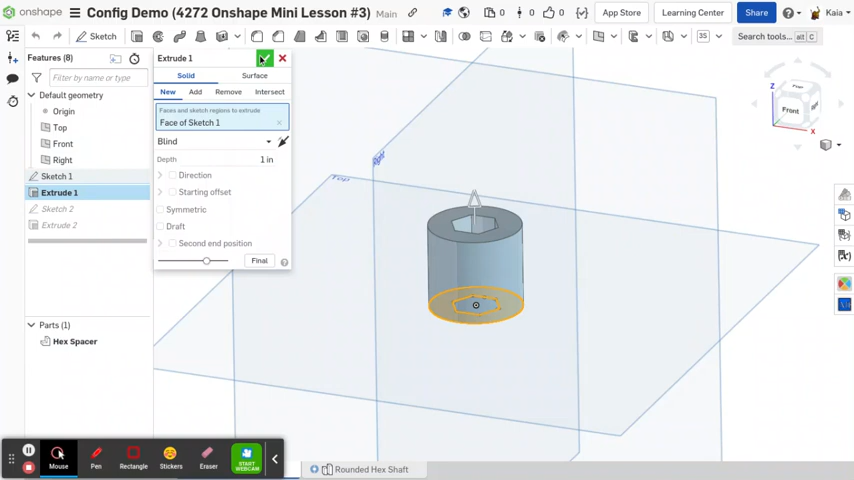 onshape Config Demo (4272 Onshape Mini Lesson #3) Main 0 0 0 App Store Learning Center Share Kaia
Sketch 3S Search tools... alt C
Features (8)
Filter by name or type
Default geometry
Origin
Top
Front
Right
Sketch 1
Extrude 1
Sketch 2
Extrude 2
Parts (1)
Hex Spacer
Extrude 1
Solid Surface
New Add Remove Intersect
Faces and sketch regions to extrude
Face of Sketch 1
Blind
Depth 1 in
Direction
Starting offset
Symmetric
Draft
Second end position
Final
Right
Top
Z
Top
Front
X
Mouse Pen Rectangle Stickers Eraser START WEBCAM
Rounded Hex Shaft